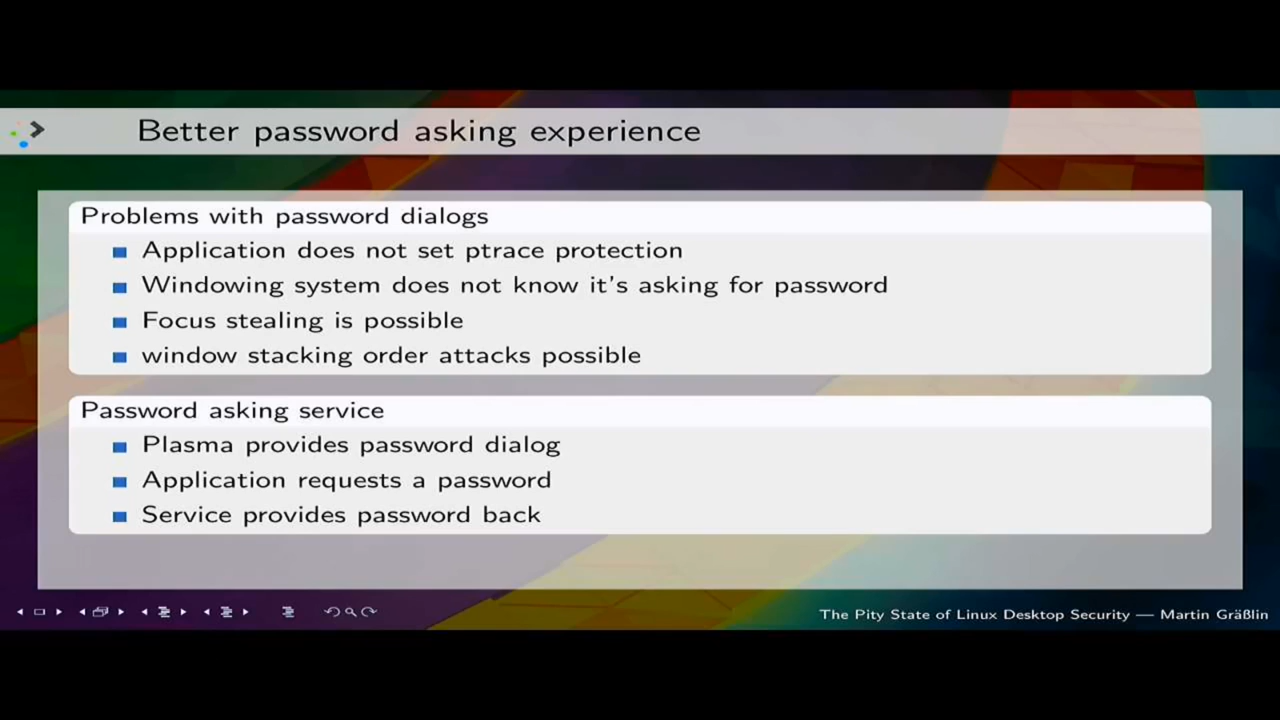 Better password asking experience
Problems with password dialogs
Application does not set ptrace protection
Windowing system does not know it's asking for password
Focus stealing is possible
window stacking order attacks possible
Password asking service
Plasma provides password dialog
Application requests a password
Service provides password back
The Pity State of Linux Desktop Security — Martin Gräßlin